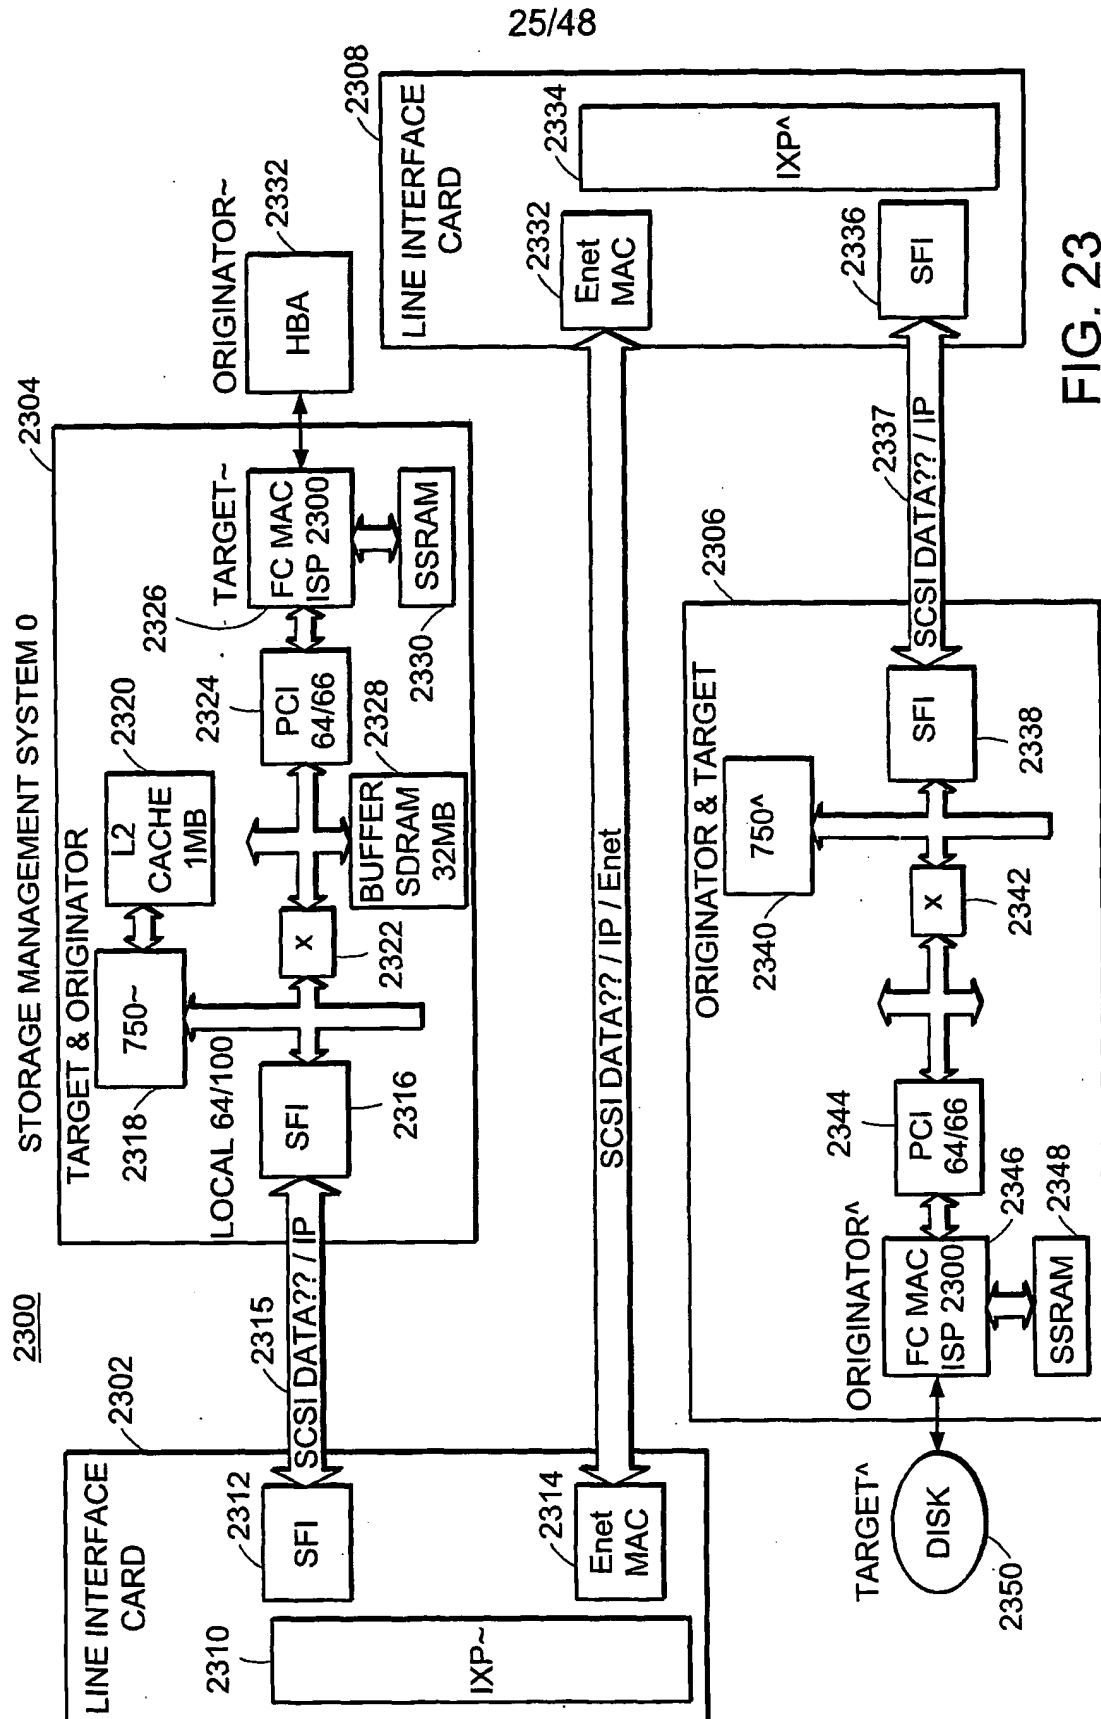 25/48
STORAGE MANAGEMENT SYSTEM 0
2300
2302
LINE INTERFACE
CARD
2310
IXP~
2312
SFI
2314
Enet
MAC
2315
SCSI DATA?? / IP
2304
TARGET & ORIGINATOR
2318
750~
2320
L2
CACHE
1MB
LOCAL 64/100
SFI
2316
X
2322
2324
PCI
64/66
BUFFER
SDRAM
32MB
2328
TARGET~
2326
FC MAC
ISP 2300
SSRAM
2330
ORIGINATOR~
HBA
2332
SCSI DATA?? / IP / Enet
2308
LINE INTERFACE
CARD
2332
Enet
MAC
2334
IXP^
2336
SFI
2337
SCSI DATA?? / IP
2306
ORIGINATOR & TARGET
750^
2340
SFI
2338
X
2342
2344
PCI
64/66
ORIGINATOR^
FC MAC
ISP 2300
2346
SSRAM
2348
TARGET^
DISK
2350
FIG. 23